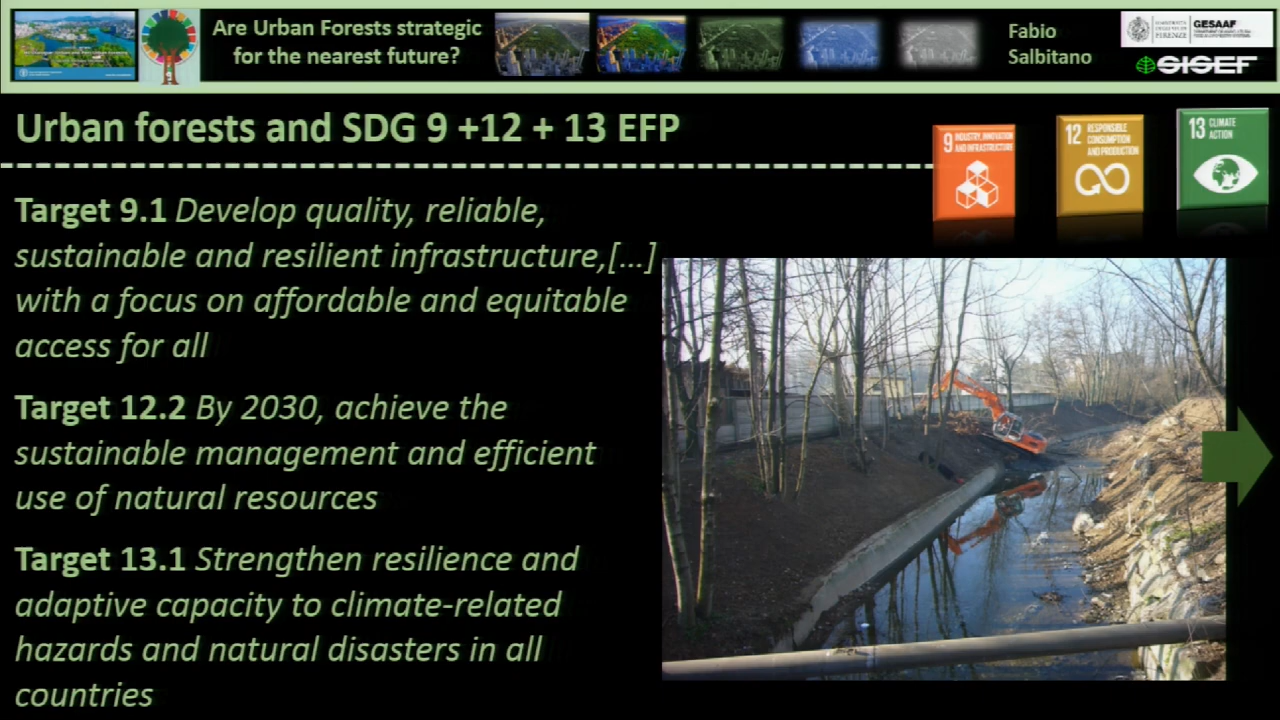 Are Urban Forests strategic
for the nearest future?
Fabio
Salbitano
FIRENZE
GESAAF
SISEF
Urban forests and SDG 9 +12 + 13 EFP
9 INDUSTRY, INNOVATION
AND INFRASTRUCTURE
12 RESPONSIBLE
CONSUMPTION
AND PRODUCTION
13 CLIMATE
ACTION
Target 9.1 Develop quality, reliable,
sustainable and resilient infrastructure,[...]
with a focus on affordable and equitable
access for all
Target 12.2 By 2030, achieve the
sustainable management and efficient
use of natural resources
Target 13.1 Strengthen resilience and
adaptive capacity to climate-related
hazards and natural disasters in all
countries